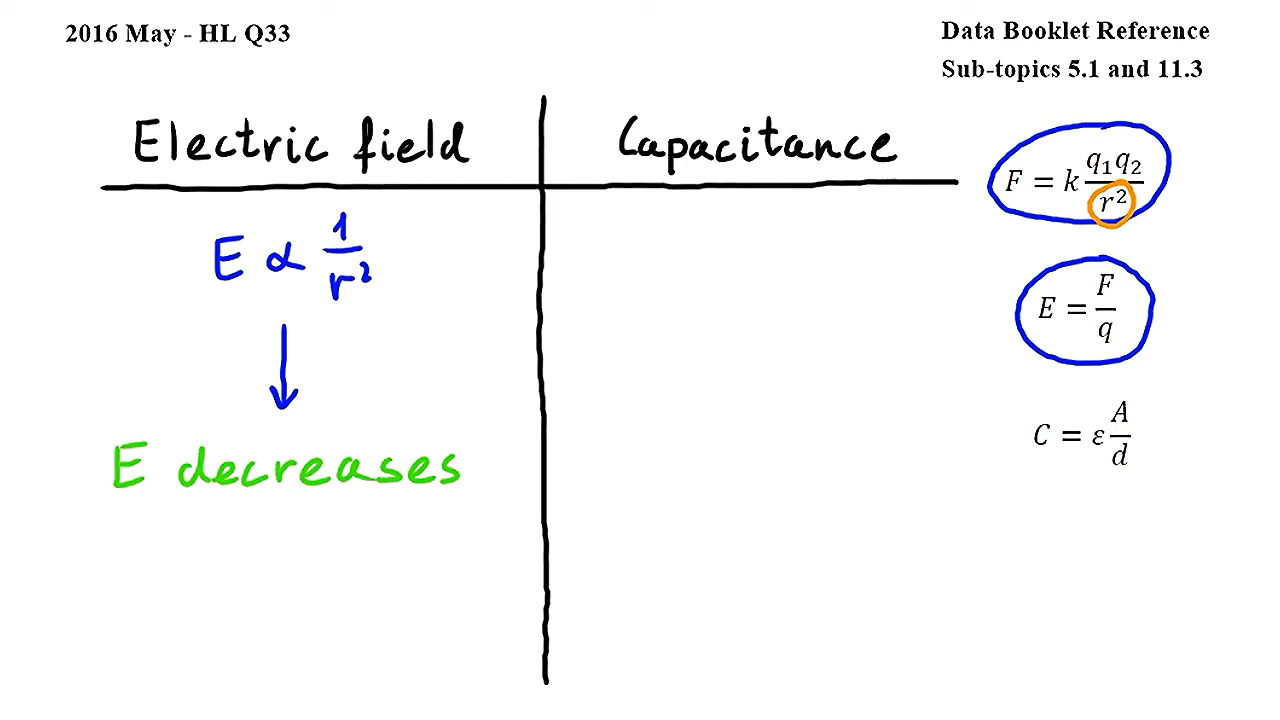 2016 May - HL Q33
Data Booklet Reference
Sub-topics 5.1 and 11.3
Electric field
Capacitance
E ∝ 1/r²
E decreases
F = k q₁q₂/r²
E = F/q
C = ε A/d